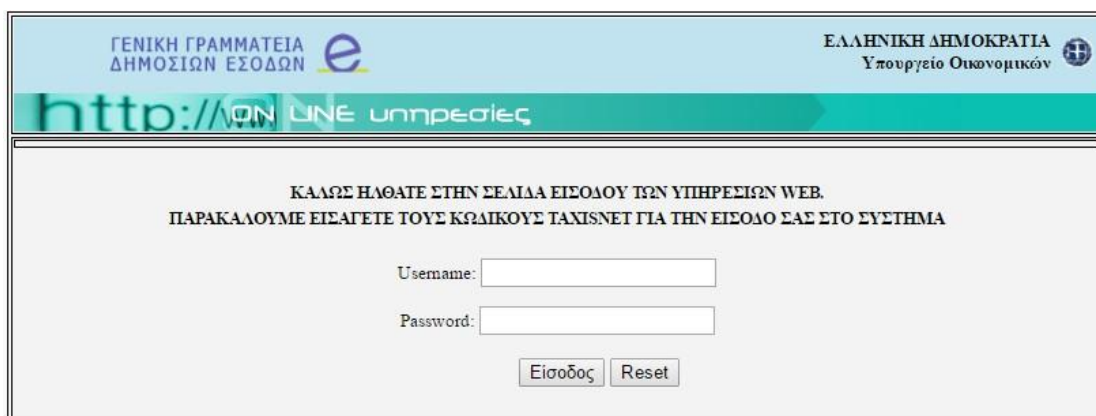 ΓΕΝΙΚΗ ΓΡΑΜΜΑΤΕΙΑ
ΔΗΜΟΣΙΩΝ ΕΣΟΔΩΝ
ΕΛΛΗΝΙΚΗ ΔΗΜΟΚΡΑΤΙΑ
Υπουργείο Οικονομικών
http://www
ON LINE υπηρεσίες
ΚΑΛΩΣ ΗΛΘΑΤΕ ΣΤΗΝ ΣΕΛΙΔΑ ΕΙΣΟΔΟΥ ΤΩΝ ΥΠΗΡΕΣΙΩΝ WEB.
ΠΑΡΑΚΑΛΟΥΜΕ ΕΙΣΑΓΕΤΕ ΤΟΥΣ ΚΩΔΙΚΟΥΣ TAXISNET ΓΙΑ ΤΗΝ ΕΙΣΟΔΟ ΣΑΣ ΣΤΟ ΣΥΣΤΗΜΑ
Username:
Password:
Είσοδος Reset